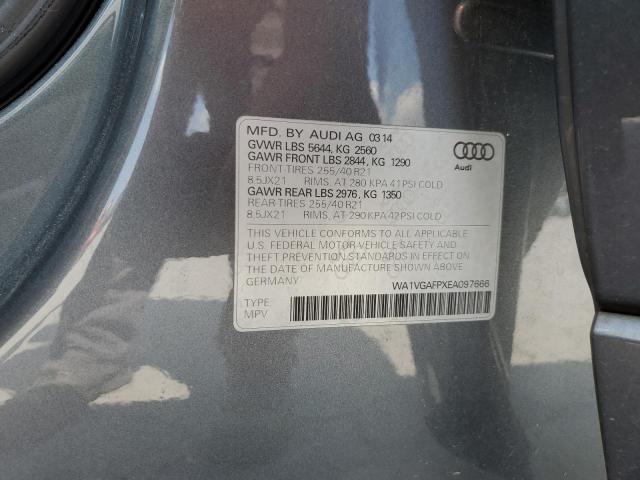 MFD. BY AUDI AG 0314
GVWR LBS 5644, KG 2560
GAWR FRONT LBS 2844, KG 1290
FRONT-TIRES 255/40 R21
8.5JX21 RIMS, AT 280 KPA 41 PSI COLD
GAWR REAR LBS 2976, KG 1350
REAR-TIRES 255/40 R21
8.5JX21 RIMS, AT 290 KPA 42 PSI COLD
Audi
THIS VEHICLE CONFORMS TO ALL APPLICABLE
U.S. FEDERAL MOTOR VEHICLE SAFETY AND
THEFT PREVENTION STANDARDS IN EFFECT ON
THE DATE OF MANUFACTURE SHOWN ABOVE
GERMANY
WA1VGAFPXEA097666
TYPE:
MPV